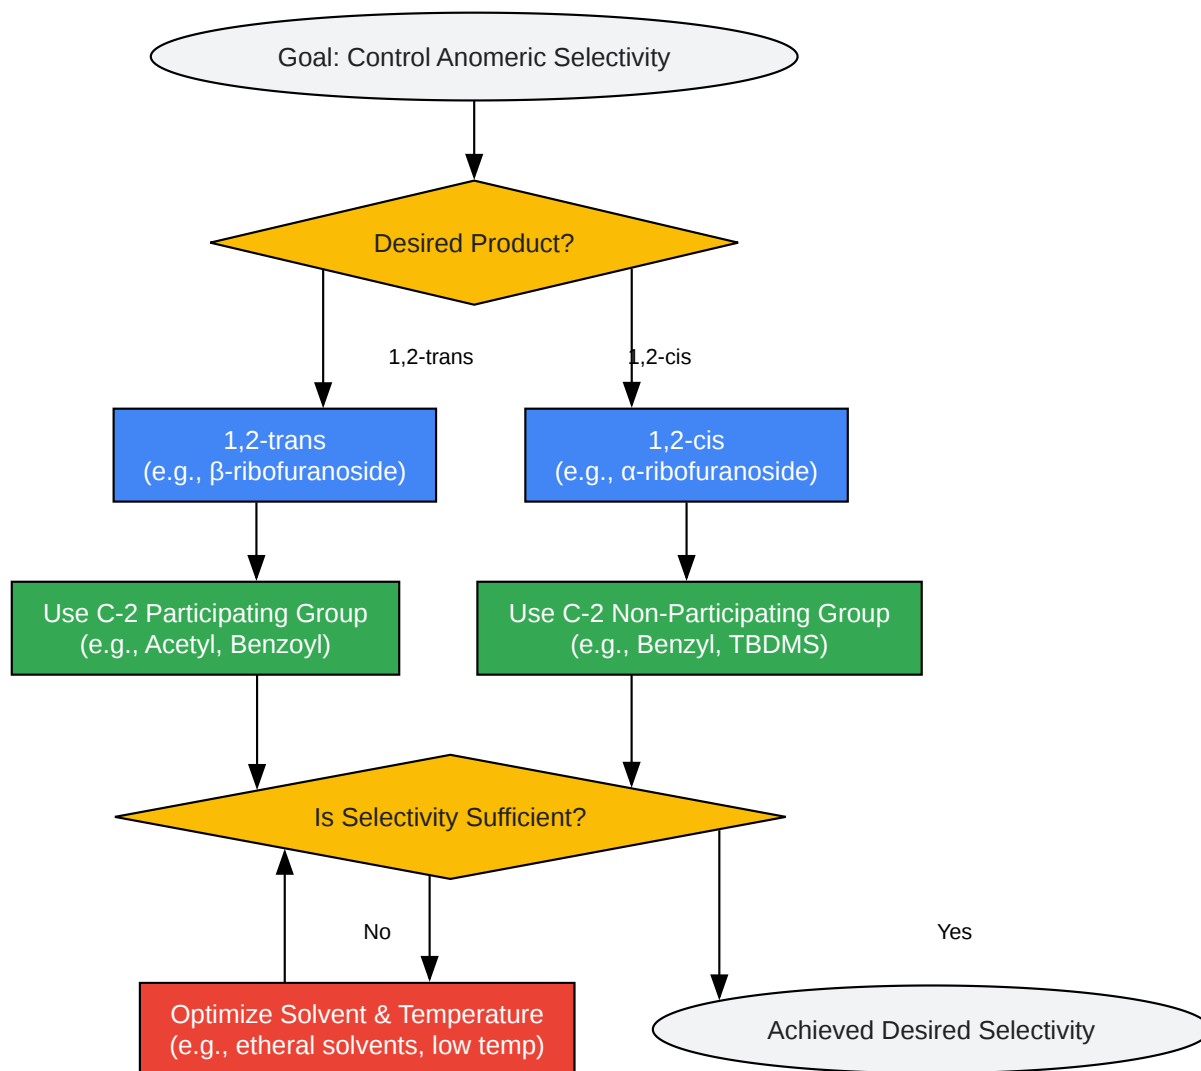 Goal: Control Anomeric Selectivity
Desired Product?
1,2-trans
1,2-cis
1,2-trans
(e.g., β-ribofuranoside)
1,2-cis
(e.g., α-ribofuranoside)
Use C-2 Participating Group
(e.g., Acetyl, Benzoyl)
Use C-2 Non-Participating Group
(e.g., Benzyl, TBDMS)
Is Selectivity Sufficient?
No
Yes
Optimize Solvent & Temperature
(e.g., etheral solvents, low temp)
Achieved Desired Selectivity